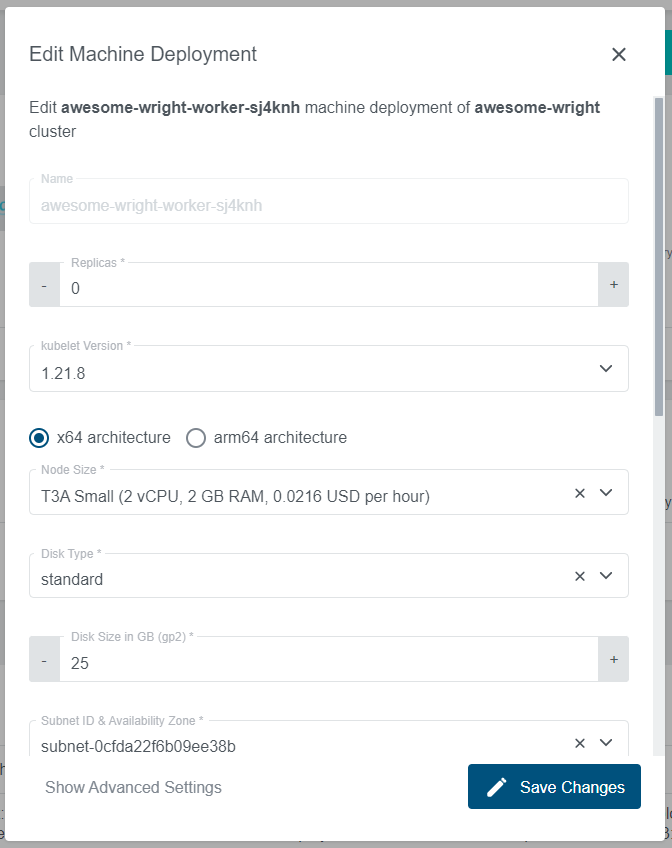 Edit Machine Deployment
Edit awesome-wright-worker-sj4knh machine deployment of awesome-wright
cluster
Name
awesome-wright-worker-sj4knh
Replicas *
-
0
+
kubelet Version *
1.21.8
x64 architecture
arm64 architecture
Node Size *
T3A Small (2 vCPU, 2 GB RAM, 0.0216 USD per hour)
Disk Type *
standard
Disk Size in GB (gp2) *
-
25
+
Subnet ID & Availability Zone *
subnet-0cfda22f6b09ee38b
Show Advanced Settings
Save Changes